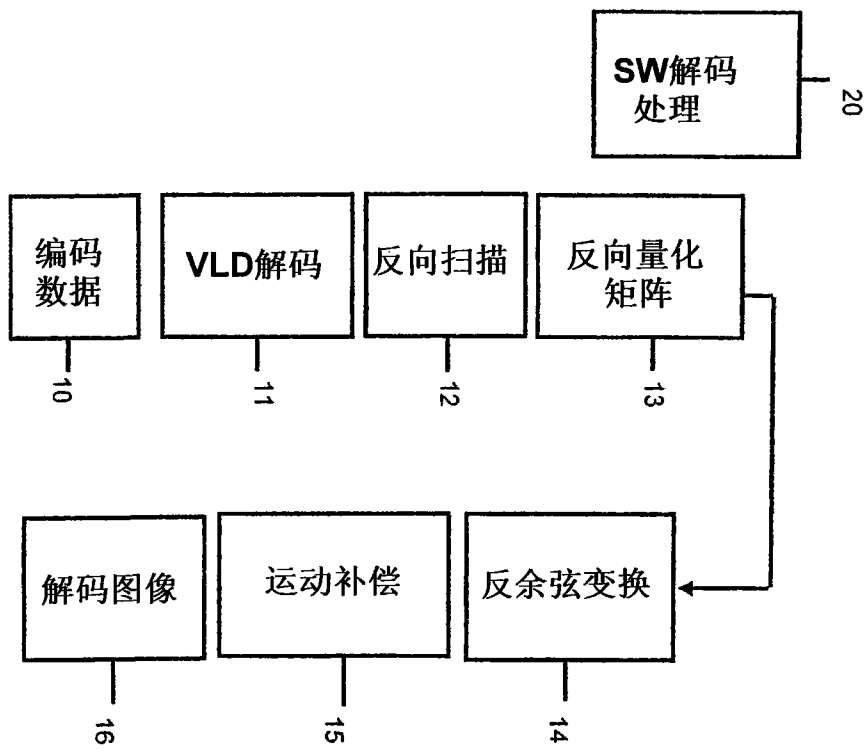 SW解码
处理
20
编码
数据
VLD解码
反向扫描
反向量化
矩阵
10
11
12
13
解码图像
运动补偿
反余弦变换
16
15
14